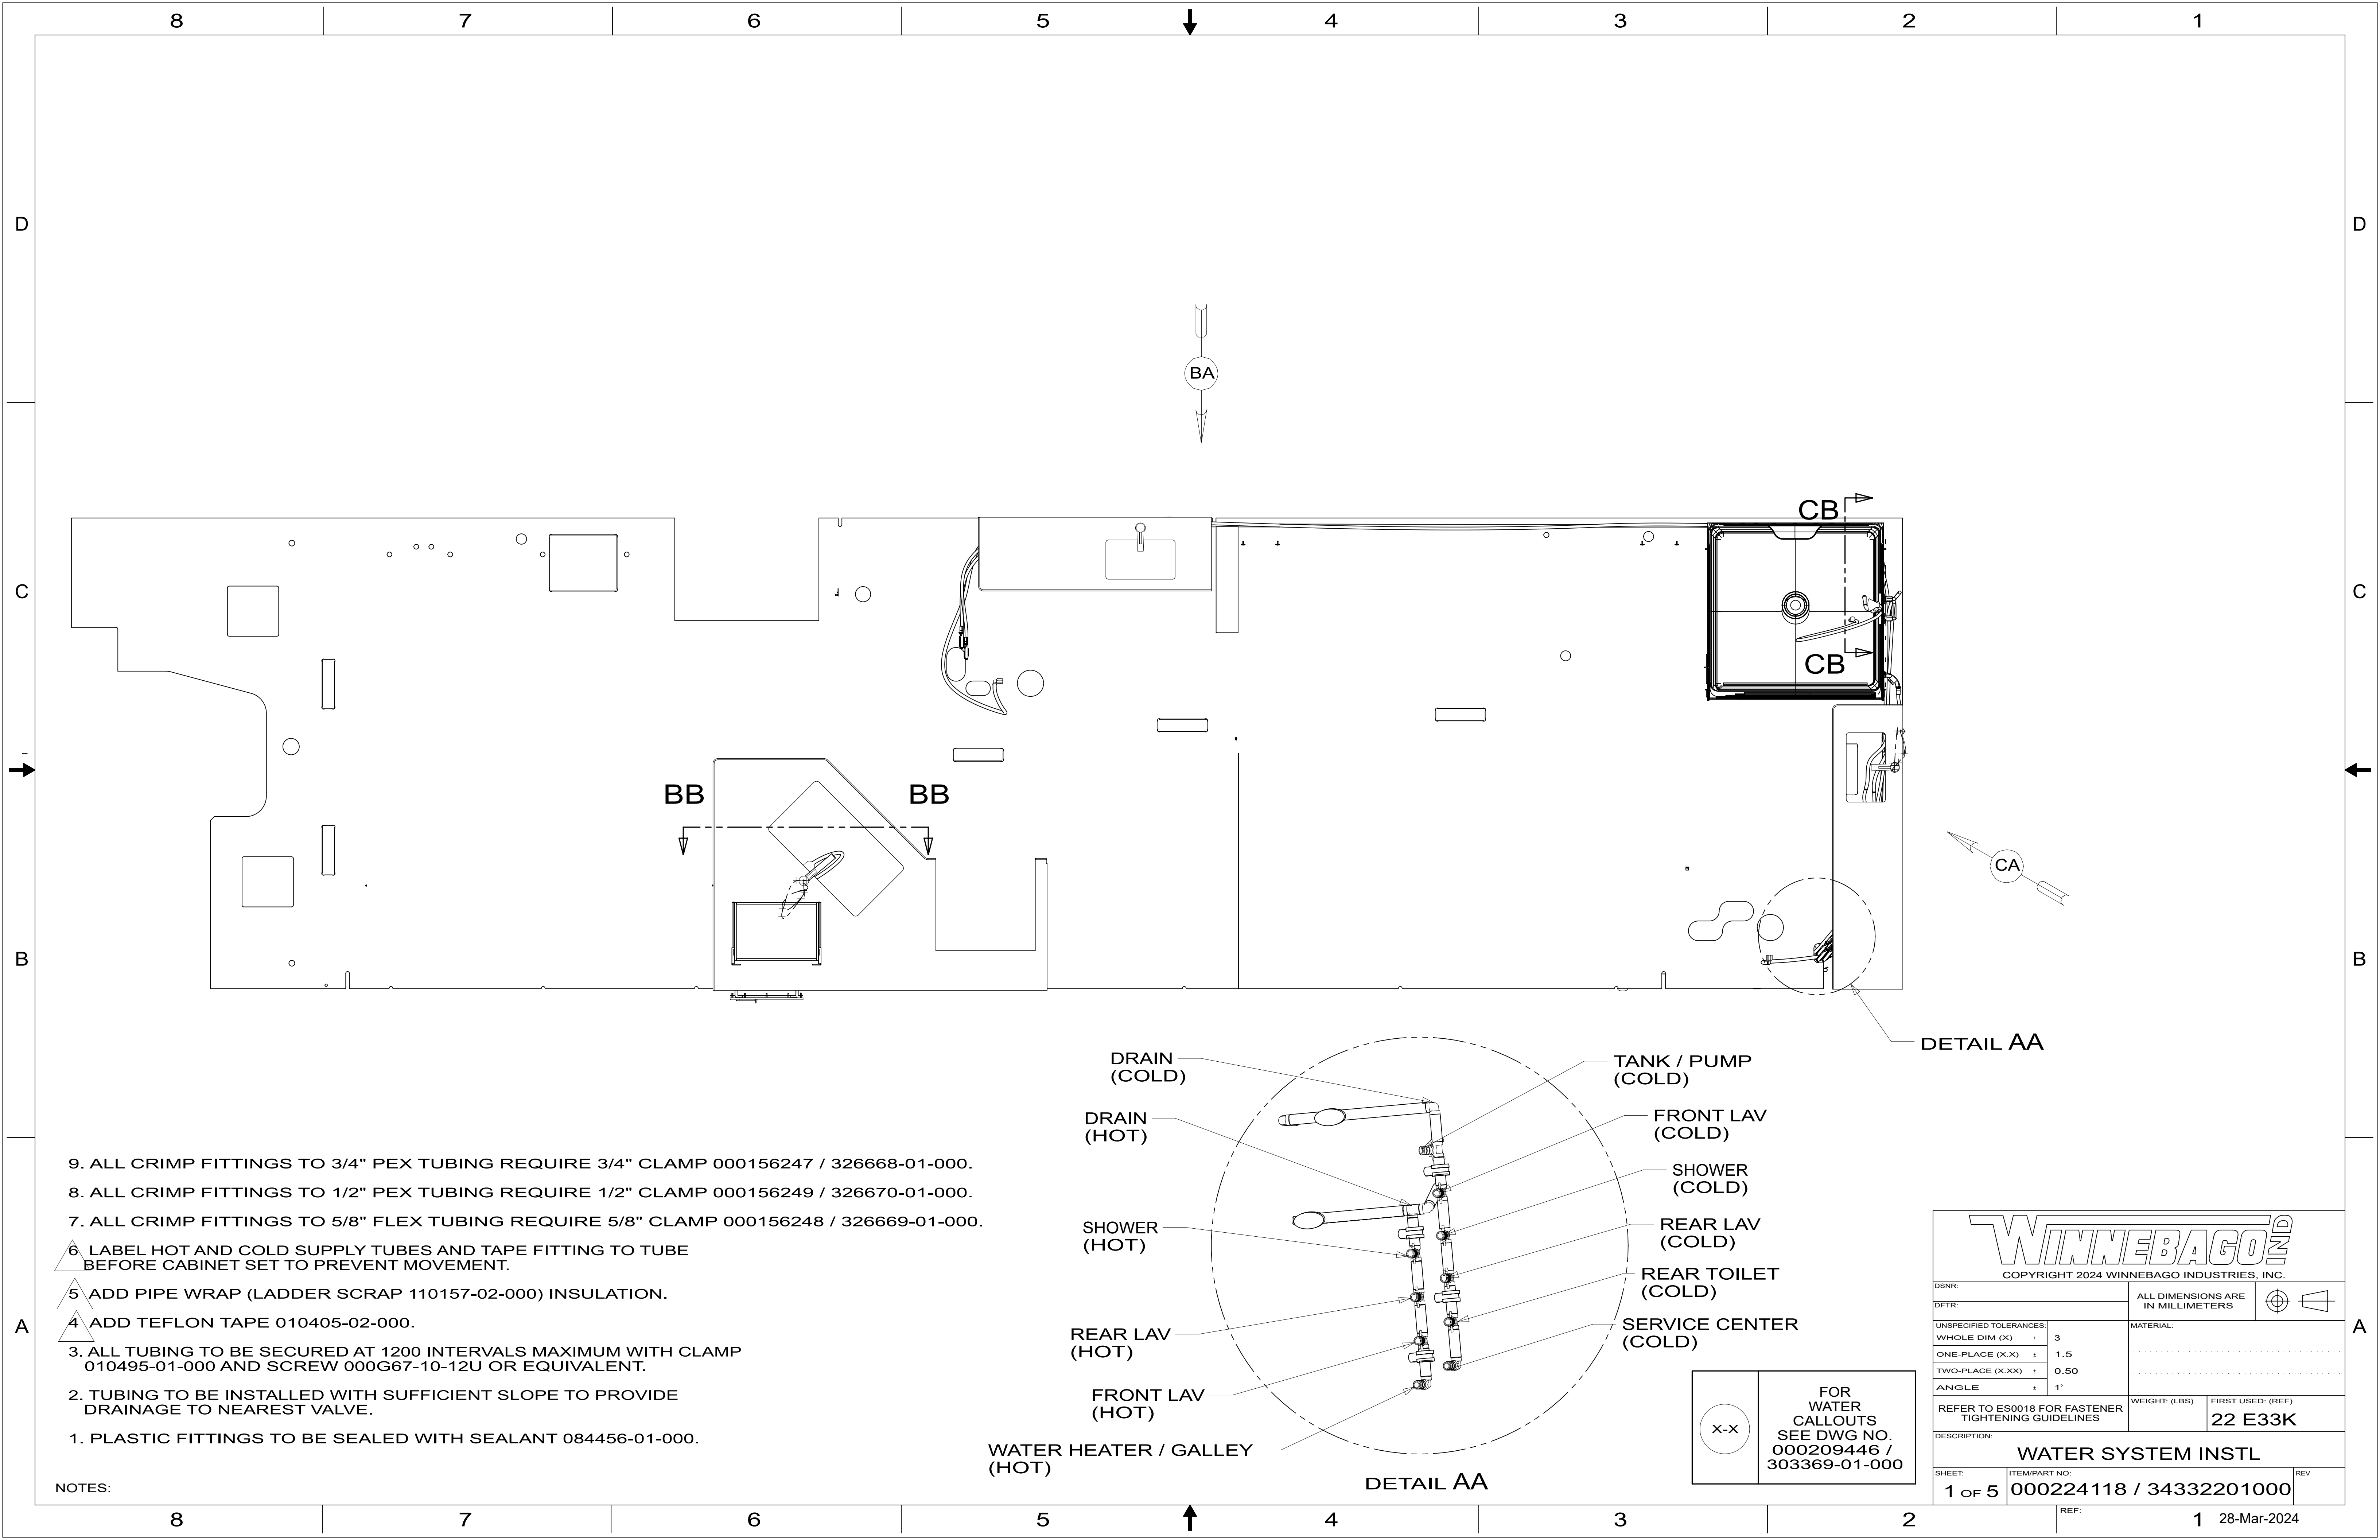 8 7 6 5 4 3 2 1
D D
BA
CB
C C
CB
BB BB
CA
B B
DETAIL AA
DRAIN
(COLD)
DRAIN
(HOT)
SHOWER
(HOT)
REAR LAV
(HOT)
FRONT LAV
(HOT)
WATER HEATER / GALLEY
(HOT)
TANK / PUMP
(COLD)
FRONT LAV
(COLD)
SHOWER
(COLD)
REAR LAV
(COLD)
REAR TOILET
(COLD)
SERVICE CENTER
(COLD)
DETAIL AA
9. ALL CRIMP FITTINGS TO 3/4" PEX TUBING REQUIRE 3/4" CLAMP 000156247 / 326668-01-000.
8. ALL CRIMP FITTINGS TO 1/2" PEX TUBING REQUIRE 1/2" CLAMP 000156249 / 326670-01-000.
7. ALL CRIMP FITTINGS TO 5/8" FLEX TUBING REQUIRE 5/8" CLAMP 000156248 / 326669-01-000.
6 LABEL HOT AND COLD SUPPLY TUBES AND TAPE FITTING TO TUBE
BEFORE CABINET SET TO PREVENT MOVEMENT.
5 ADD PIPE WRAP (LADDER SCRAP 110157-02-000) INSULATION.
4 ADD TEFLON TAPE 010405-02-000.
3. ALL TUBING TO BE SECURED AT 1200 INTERVALS MAXIMUM WITH CLAMP
010495-01-000 AND SCREW 000G67-10-12U OR EQUIVALENT.
2. TUBING TO BE INSTALLED WITH SUFFICIENT SLOPE TO PROVIDE
DRAINAGE TO NEAREST VALVE.
1. PLASTIC FITTINGS TO BE SEALED WITH SEALANT 084456-01-000.
NOTES:
A A
X-X
FOR
WATER
CALLOUTS
SEE DWG NO.
000209446 /
303369-01-000
WINNEBAGO IND
COPYRIGHT 2024 WINNEBAGO INDUSTRIES, INC.
DSNR:
DFTR:
ALL DIMENSIONS ARE
IN MILLIMETERS
UNSPECIFIED TOLERANCES:
WHOLE DIM (X) ± 3
ONE-PLACE (X.X) ± 1.5
TWO-PLACE (X.XX) ± 0.50
ANGLE ± 1°
MATERIAL:
REFER TO ES0018 FOR FASTENER
TIGHTENING GUIDELINES
WEIGHT: (LBS)
FIRST USED: (REF)
22 E33K
DESCRIPTION:
WATER SYSTEM INSTL
SHEET:
1 OF 5
ITEM/PART NO:
000224118 / 34332201000
REV
REF:
28-Mar-2024
8 7 6 5 4 3 2 1